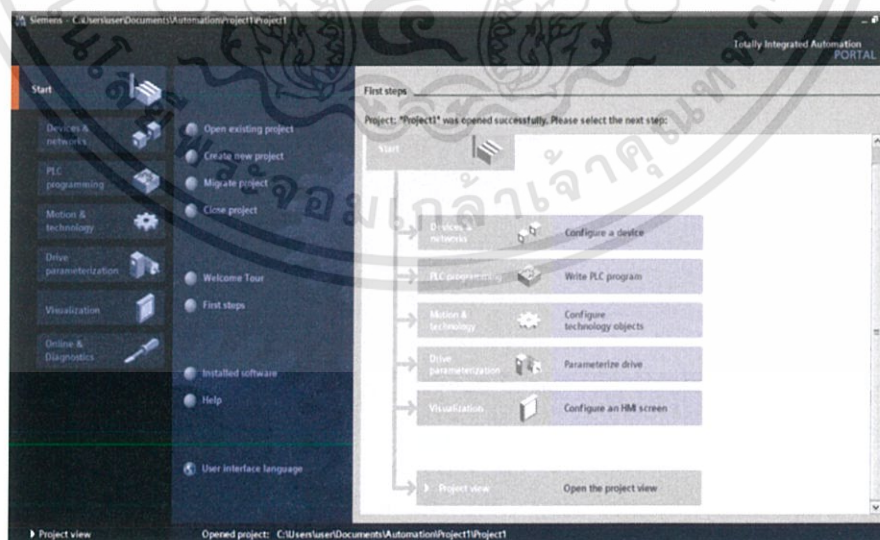 Siemens - C:\Users\user\Documents\Automation\Project1\Project1
Totally Integrated Automation
PORTAL
Start
Devices &
networks
PLC
programming
Motion &
technology
Drive
parameterization
Visualization
Online &
Diagnostics
Open existing project
Create new project
Migrate project
Close project
Welcome Tour
First steps
Installed software
Help
User interface language
First steps
Project: "Project1" was opened successfully. Please select the next step:
Start
Devices &
networks
Configure a device
PLC programming
Write PLC program
Motion &
technology
Configure
technology objects
Drive
parameterization
Parameterize drive
Visualization
Configure an HMI screen
Project view
Open the project view
Project view
Opened project: C:\Users\user\Documents\Automation\Project1\Project1